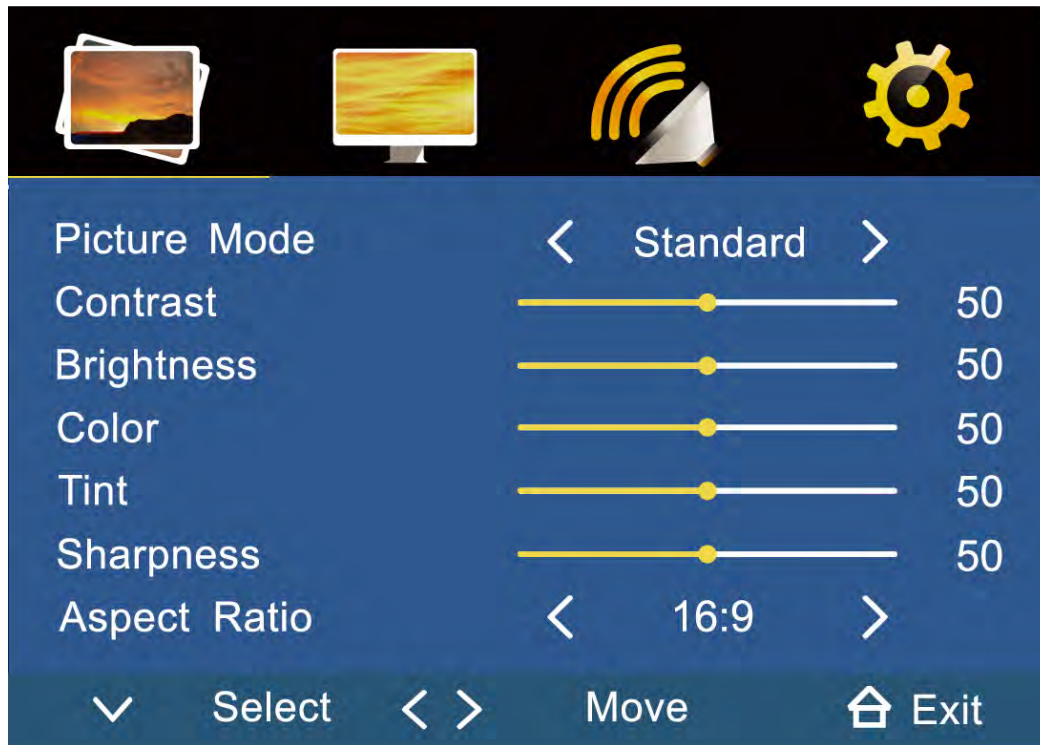 Picture Mode Standard
Contrast 50
Brightness 50
Color 50
Tint 50
Sharpness 50
Aspect Ratio 16:9
Select Move Exit